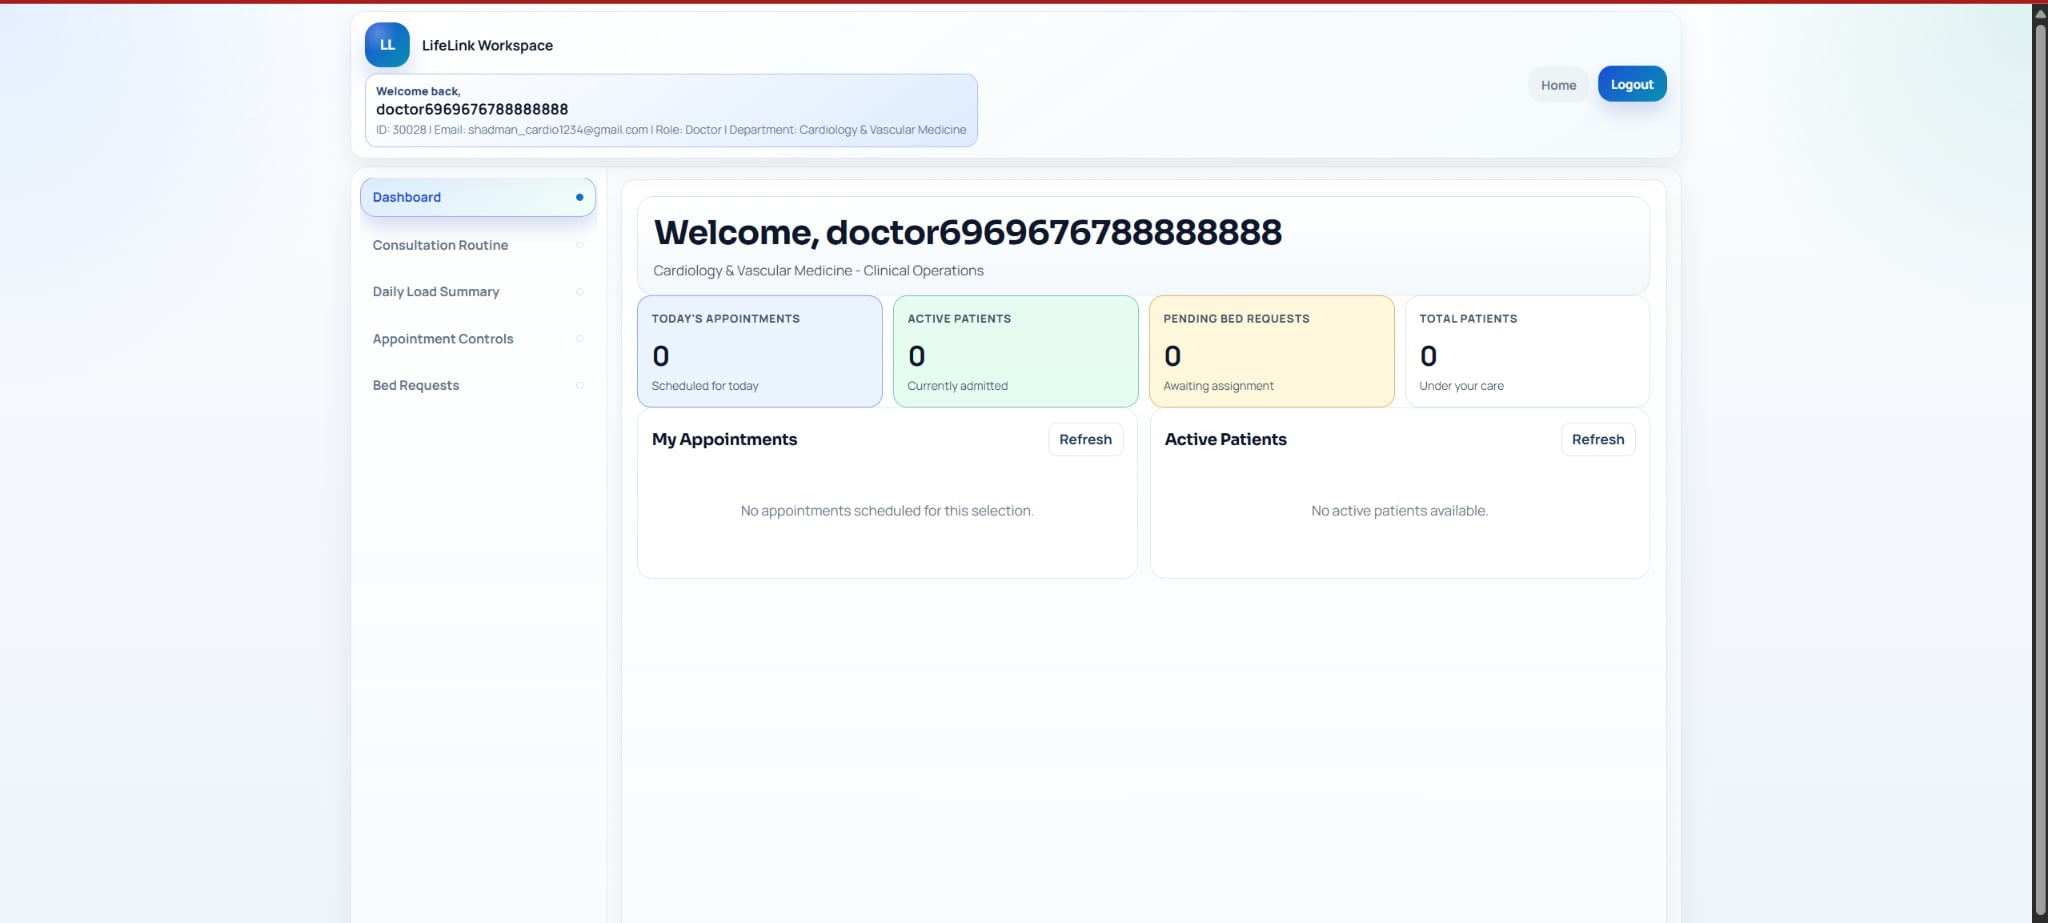 LL
LifeLink Workspace
Welcome back,
doctor6969676788888888
ID: 30028 | Email: shadman_cardio1234@gmail.com | Role: Doctor | Department: Cardiology & Vascular Medicine
Home
Logout
Dashboard
Consultation Routine
Daily Load Summary
Appointment Controls
Bed Requests
Welcome, doctor6969676788888888
Cardiology & Vascular Medicine - Clinical Operations
TODAY'S APPOINTMENTS
0
Scheduled for today
ACTIVE PATIENTS
0
Currently admitted
PENDING BED REQUESTS
0
Awaiting assignment
TOTAL PATIENTS
0
Under your care
My Appointments
Refresh
No appointments scheduled for this selection.
Active Patients
Refresh
No active patients available.